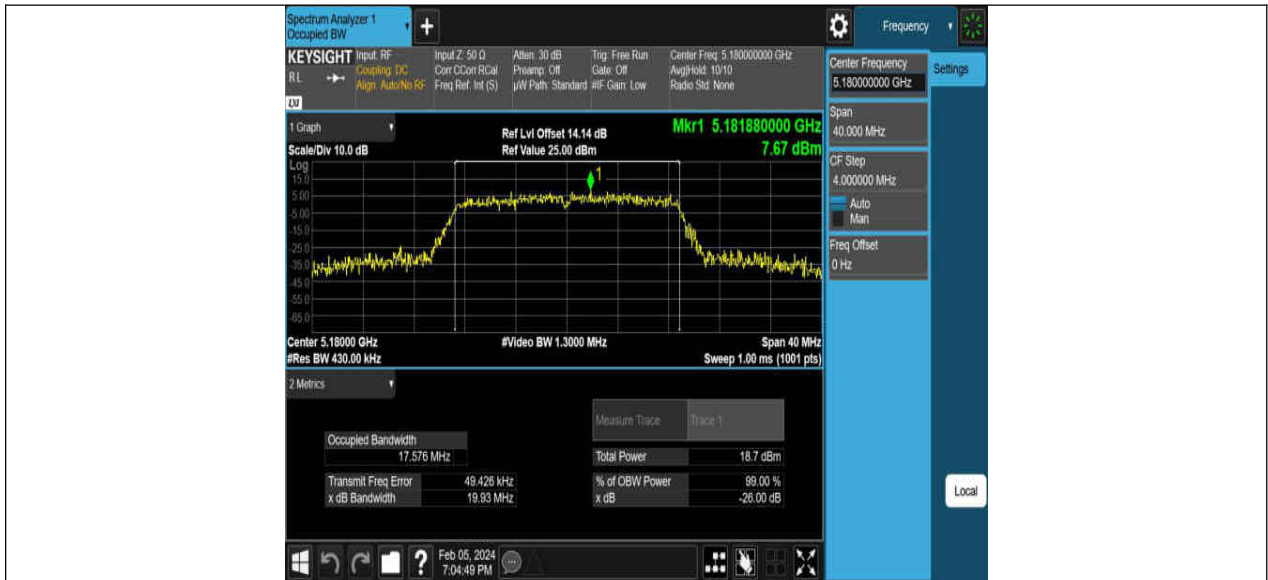 Spectrum Analyzer 1
Occupied BW
+
Frequency
KEYSIGHT
RL
LXI
Input: RF
Coupling: DC
Align: Auto/No RF
Input Z: 50 Ω
Corr CCorr RCal
Freq Ref: Int (S)
Atten: 30 dB
Preamp: Off
µW Path: Standard
Trig: Free Run
Gate: Off
#IF Gain: Low
Center Freq: 5.180000000 GHz
Avg|Hold: 10/10
Radio Std: None
Center Frequency
5.180000000 GHz
Settings
Span
40.000 MHz
CF Step
4.000000 MHz
Auto
Man
Freq Offset
0 Hz
Local
1 Graph
Scale/Div 10.0 dB
Ref Lvl Offset 14.14 dB
Ref Value 25.00 dBm
Mkr1 5.181880000 GHz
7.67 dBm
Log
15.0
5.00
-5.00
-15.0
-25.0
-35.0
-45.0
-55.0
-65.0
1
Center 5.18000 GHz
#Res BW 430.00 kHz
#Video BW 1.3000 MHz
Span 40 MHz
Sweep 1.00 ms (1001 pts)
2 Metrics
Measure Trace Trace 1
Occupied Bandwidth
17.576 MHz
Total Power 18.7 dBm
Transmit Freq Error 49.426 kHz
% of OBW Power 99.00 %
x dB Bandwidth 19.93 MHz
x dB -26.00 dB
?
Feb 05, 2024
7:04:49 PM